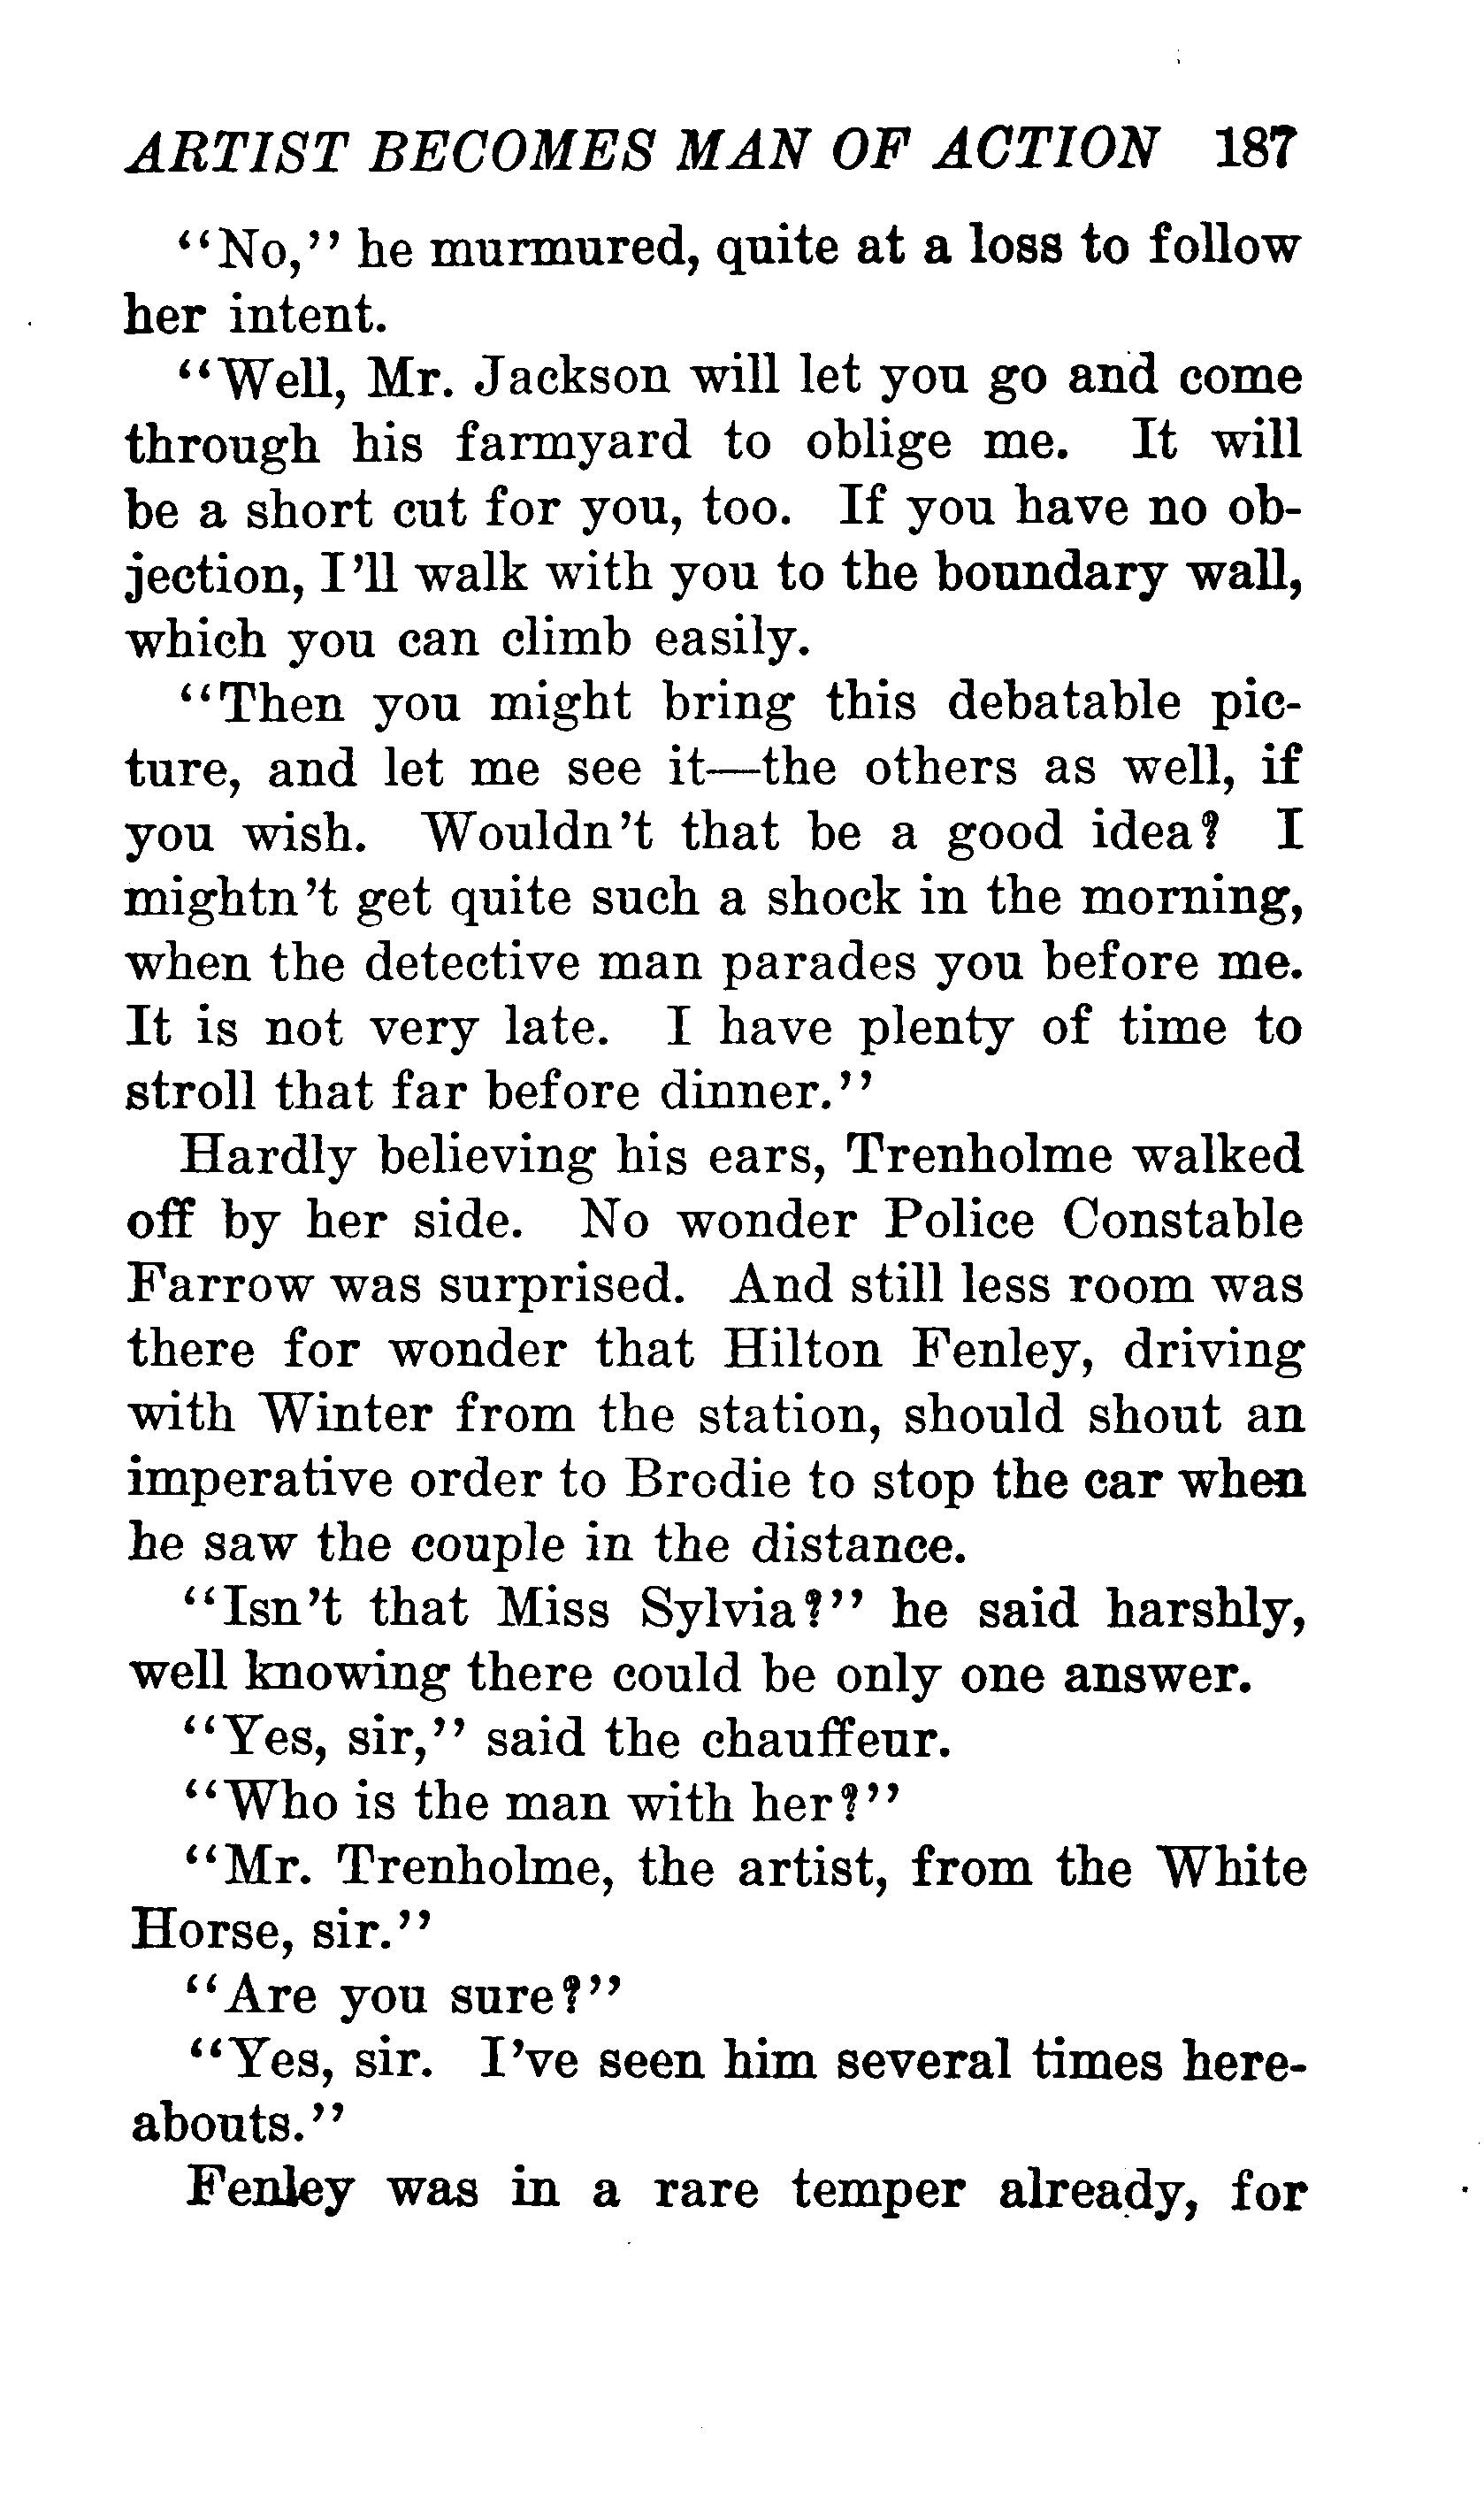 ARTIST BECOMES MAN OF ACTION 187
"No," he murmured, quite at a loss to follow
her intent.
"Well, Mr. Jackson will let you go and come
through his farmyard to oblige me. It will
be a short cut for you, too. If you have no ob-
jection, I'll walk with you to the boundary wall,
which you can climb easily.
"Then you might bring this debatable pic-
ture, and let me see it—the others as well, if
you wish. Wouldn't that be a good idea? I
mightn't get quite such a shock in the morning,
when the detective man parades you before me.
It is not very late. I have plenty of time to
stroll that far before dinner."
Hardly believing his ears, Trenholme walked
off by her side. No wonder Police Constable
Farrow was surprised. And still less room was
there for wonder that Hilton Fenley, driving
with Winter from the station, should shout an
imperative order to Brodie to stop the car when
he saw the couple in the distance.
"Isn't that Miss Sylvia?" he said harshly,
well knowing there could be only one answer.
"Yes, sir," said the chauffeur.
"Who is the man with her?"
"Mr. Trenholme, the artist, from the White
Horse, sir."
"Are you sure?"
"Yes, sir. I've seen him several times here-
abouts."
Fenley was in a rare temper already, for